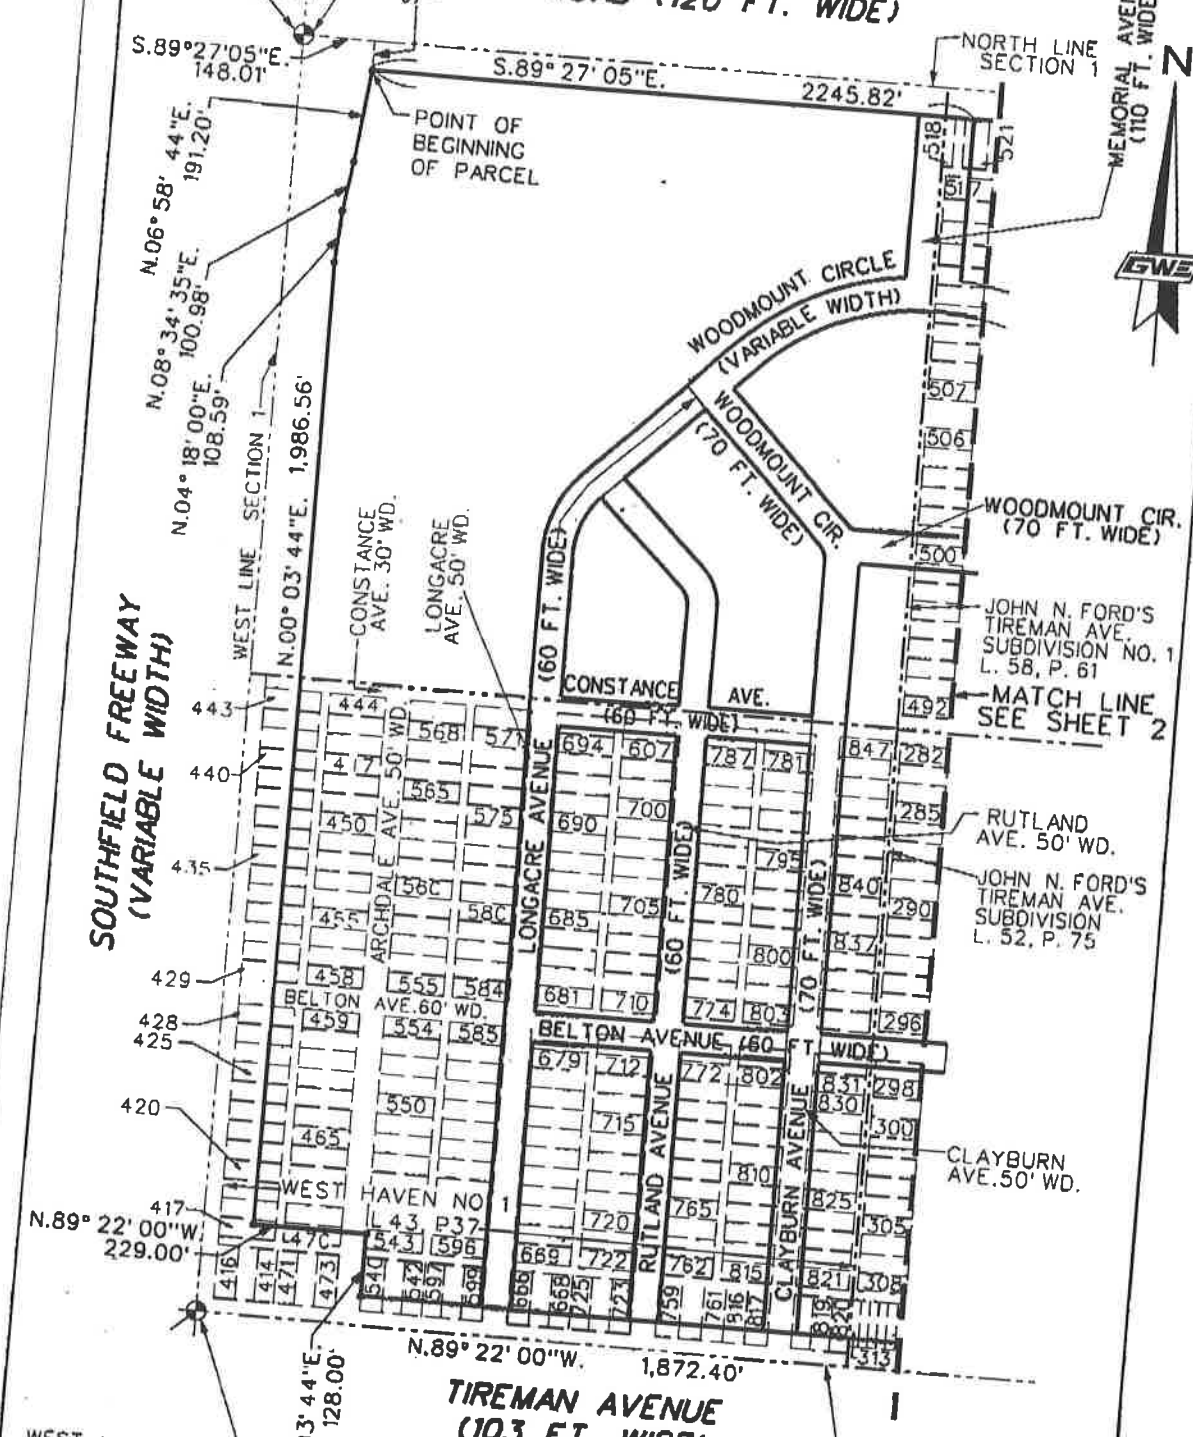 (120 FT. WIDE)
S.89°27'05"E.
148.01'
S.89°27'05"E.
2245.82'
NORTH LINE
SECTION 1
MEMORIAL AVE
(110 FT. WIDE
N
GWE
POINT OF
BEGINNING
OF PARCEL
N.06°58'44"E.
191.20'
N.08°34'35"E.
100.98'
N.04°18'00"E.
108.59'
WEST LINE SECTION 1
N.00°03'44"E. 1,986.56'
518
521
517
507
506
500
492
WOODMOUNT CIRCLE
(VARIABLE WIDTH)
WOODMOUNT CIR.
(70 FT. WIDE)
WOODMOUNT CIR.
(70 FT. WIDE)
CONSTANCE
AVE. 30" WD.
LONGACRE
AVE. 50' WD.
(60 FT. WIDE)
JOHN N. FORD'S
TIREMAN AVE.
SUBDIVISION NO. 1
L. 58, P. 61
MATCH LINE
SEE SHEET 2
SOUTHFIELD FREEWAY
(VARIABLE WIDTH)
CONSTANCE AVE.
(60 FT. WIDE)
443
440
435
429
428
425
420
417
444
450
458
459
465
568
565
555
554
550
571
575
584
585
ARCHDALE AVE. 50' WD.
BELTON AVE.60' WD.
LONGACRE AVENUE
694
607
787
781
847
282
690
700
795
285
685
705
780
840
290
800
837
681
710
774
803
296
(60 FT. WIDE)
(70 FT. WIDE)
RUTLAND
AVE. 50' WD.
JOHN N. FORD'S
TIREMAN AVE.
SUBDIVISION
L. 52, P. 75
BELTON AVENUE (60 FT WIDE)
679
712
772
802
831
298
830
715
300
810
825
765
720
305
669
722
762
815
821
308
RUTLAND AVENUE
CLAYBURN AVENUE
CLAYBURN
AVE.50' WD.
WEST HAVEN NO 1
L 43 P37
543
596
N.89°22'00"W.
229.00'
416
414
471
473
540
542
597
599
666
668
725
723
759
761
816
817
819
820
313
N.89°22'00"W.
1,872.40'
3'44"E.
128.00'
TIREMAN AVENUE